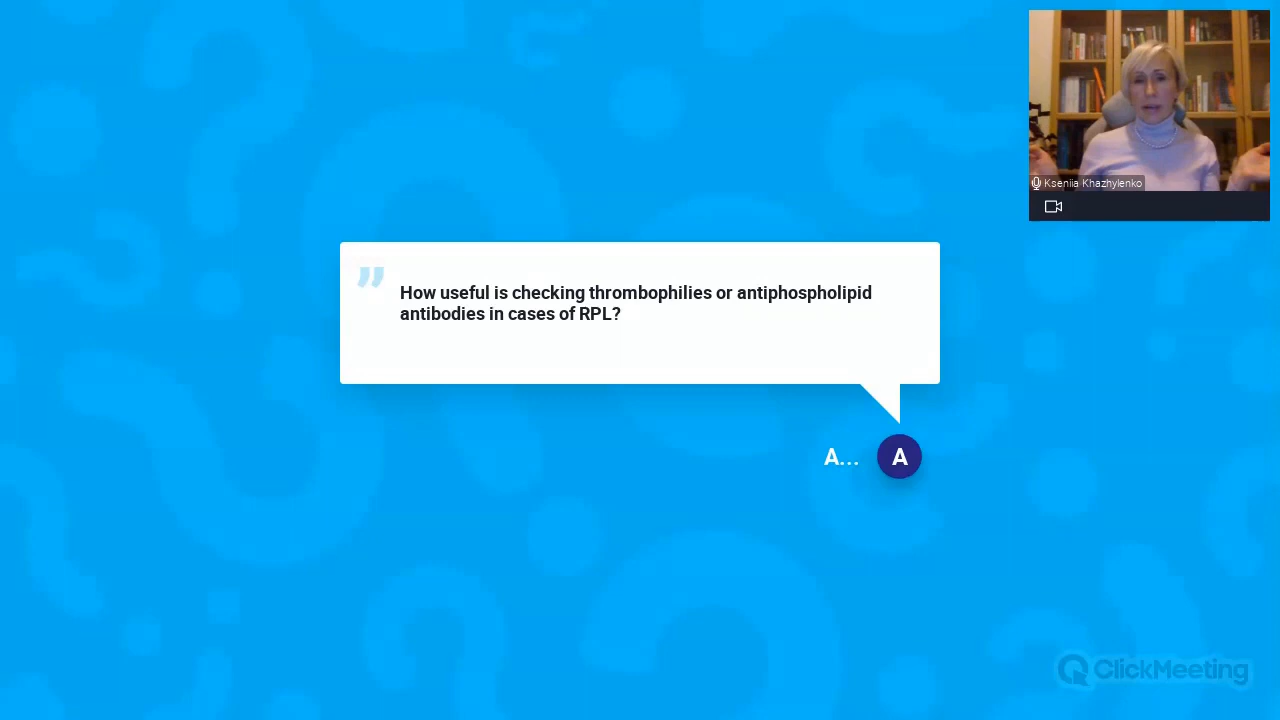 Kseniia Khazhylenko
”
How useful is checking thrombophilies or antiphospholipid
antibodies in cases of RPL?
A...
A
ClickMeeting